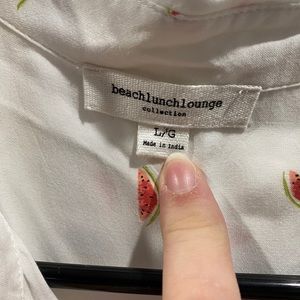 beachlunchlounge
collection
L/G
Made in India